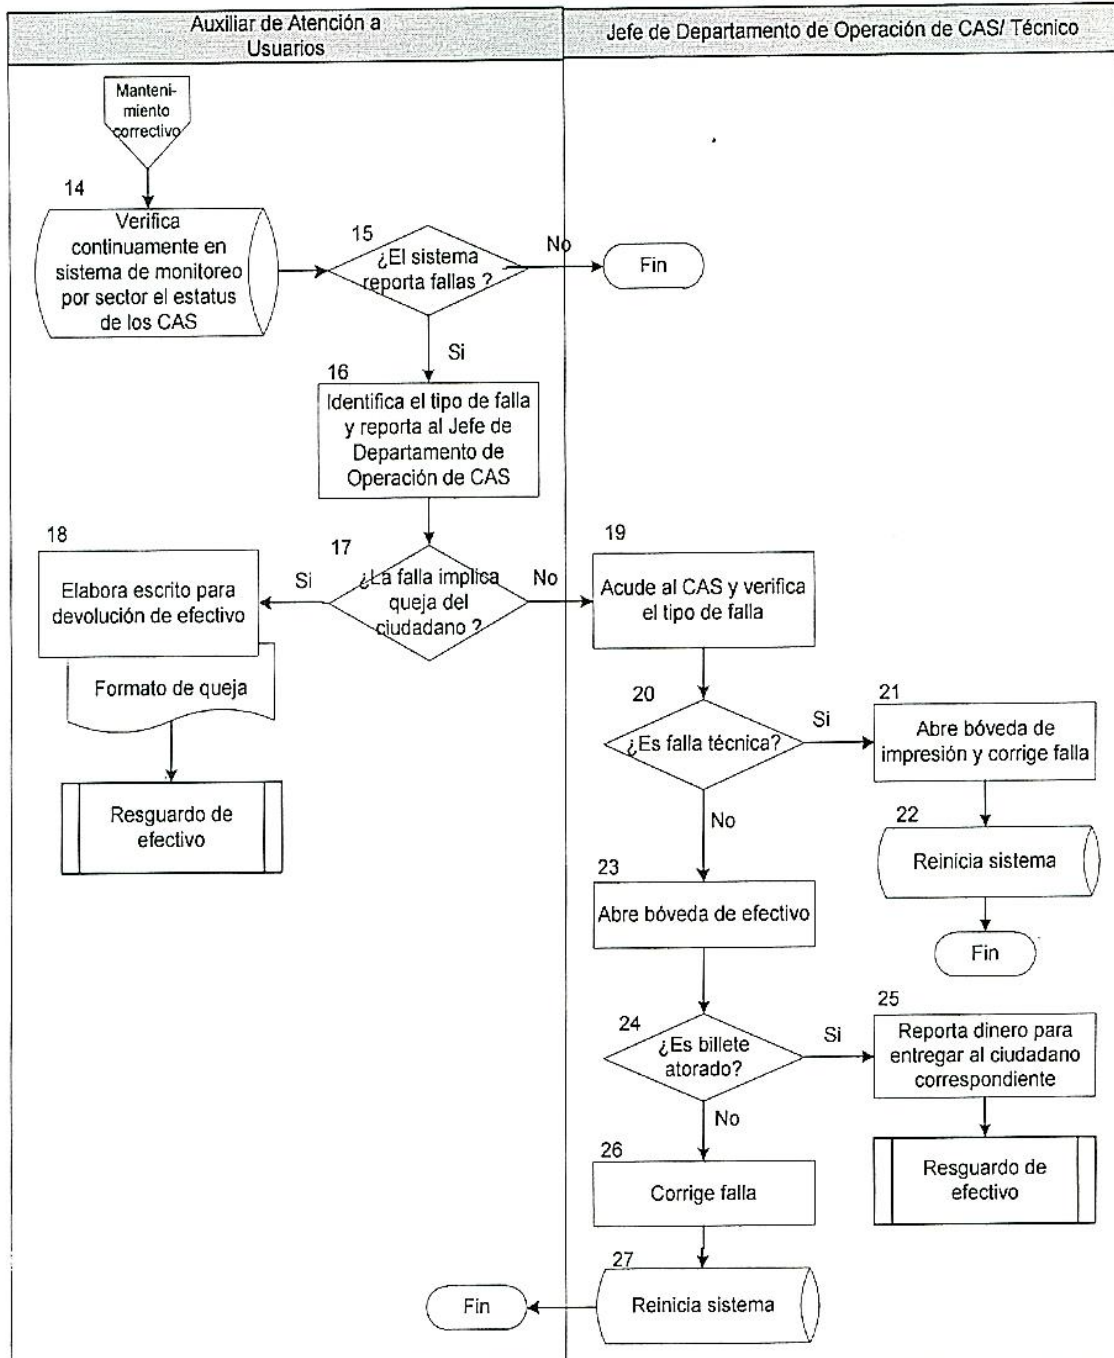 Auxiliar de Atención a
Usuarios
Jefe de Departamento de Operación de CAS/ Técnico
Manteni-
miento
correctivo
14
Verifica
continuamente en
sistema de monitoreo
por sector el estatus
de los CAS
15
¿El sistema
reporta fallas ?
No
Fin
Si
16
Identifica el tipo de falla
y reporta al Jefe de
Departamento de
Operación de CAS
17
¿La falla implica
queja del
ciudadano ?
Si
No
18
Elabora escrito para
devolución de efectivo
Formato de queja
Resguardo de
efectivo
19
Acude al CAS y verifica
el tipo de falla
20
¿Es falla técnica?
Si
No
21
Abre bóveda de
impresión y corrige falla
22
Reinicia sistema
Fin
23
Abre bóveda de efectivo
24
¿Es billete
atorado?
Si
No
25
Reporta dinero para
entregar al ciudadano
correspondiente
Resguardo de
efectivo
26
Corrige falla
27
Reinicia sistema
Fin